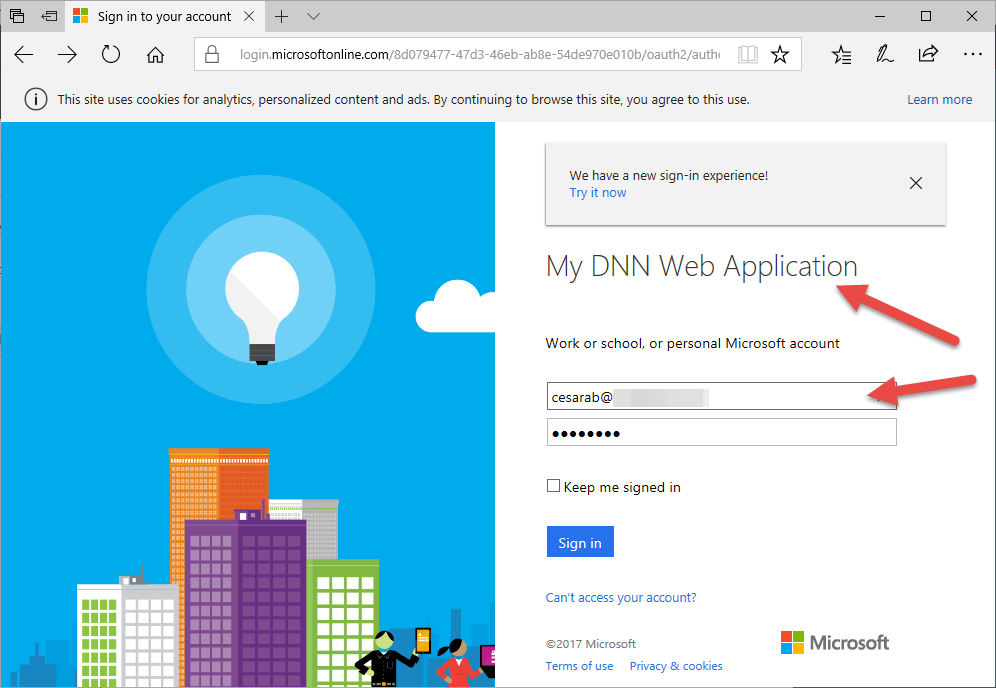 Sign in to your account
login.microsoftonline.com/8d079477-47d3-46eb-ab8e-54de970e010b/oauth2/autho
This site uses cookies for analytics, personalized content and ads. By continuing to browse this site, you agree to this use.
Learn more
We have a new sign-in experience!
Try it now
My DNN Web Application
Work or school, or personal Microsoft account
cesarab@
Keep me signed in
Sign in
Can't access your account?
©2017 Microsoft
Microsoft
Terms of use
Privacy & cookies